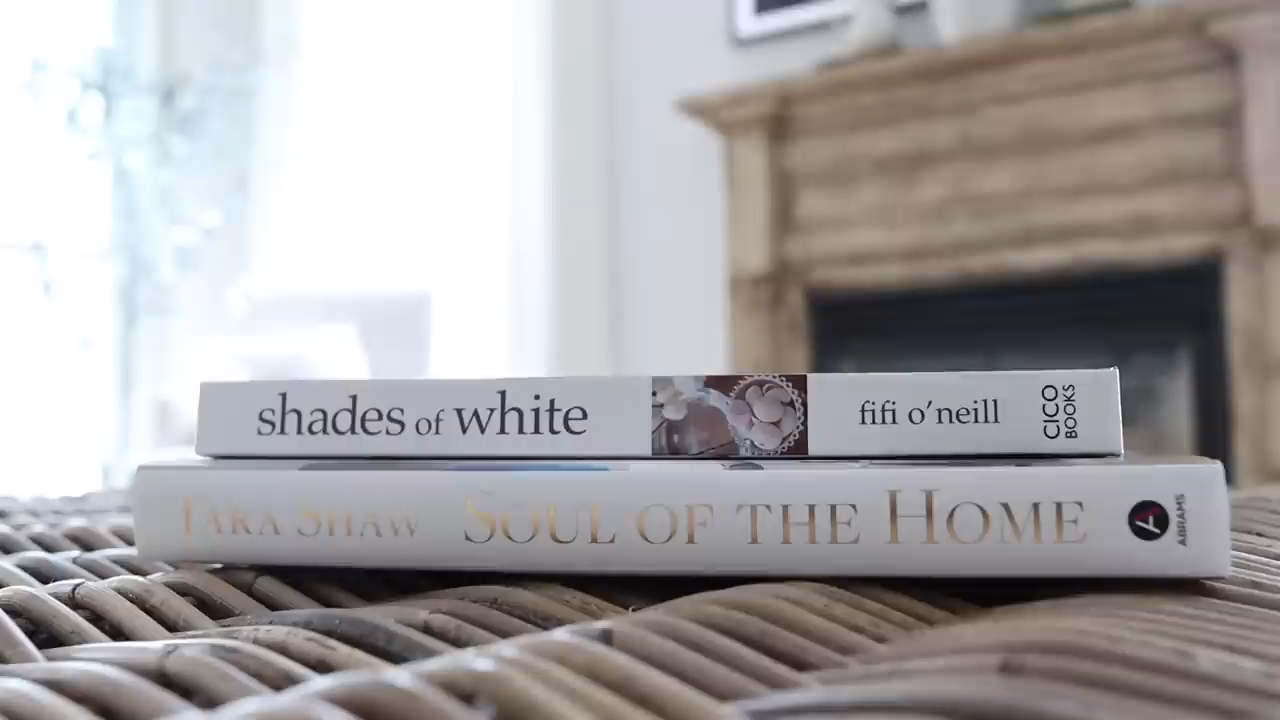 shades of white fifi o'neill CICO BOOKS
TARA SHAW SOUL OF THE HOME ABRAMS